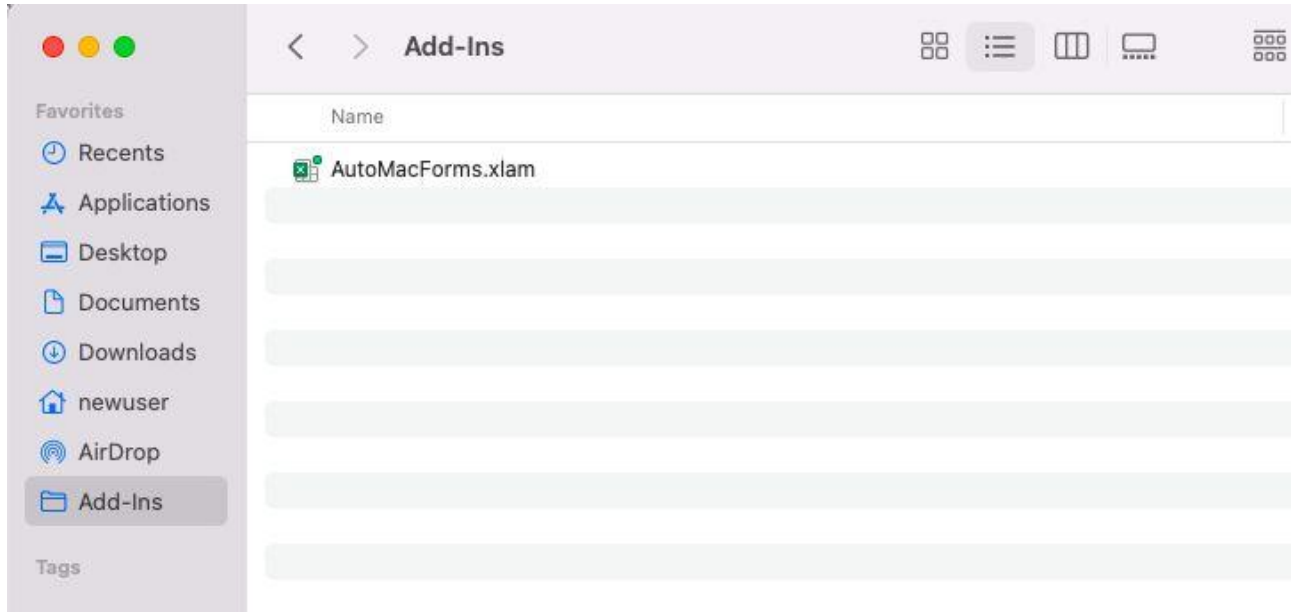 Add-Ins
Favorites
Recents
Applications
Desktop
Documents
Downloads
newuser
AirDrop
Add-Ins
Tags
Name
AutoMacForms.xlam